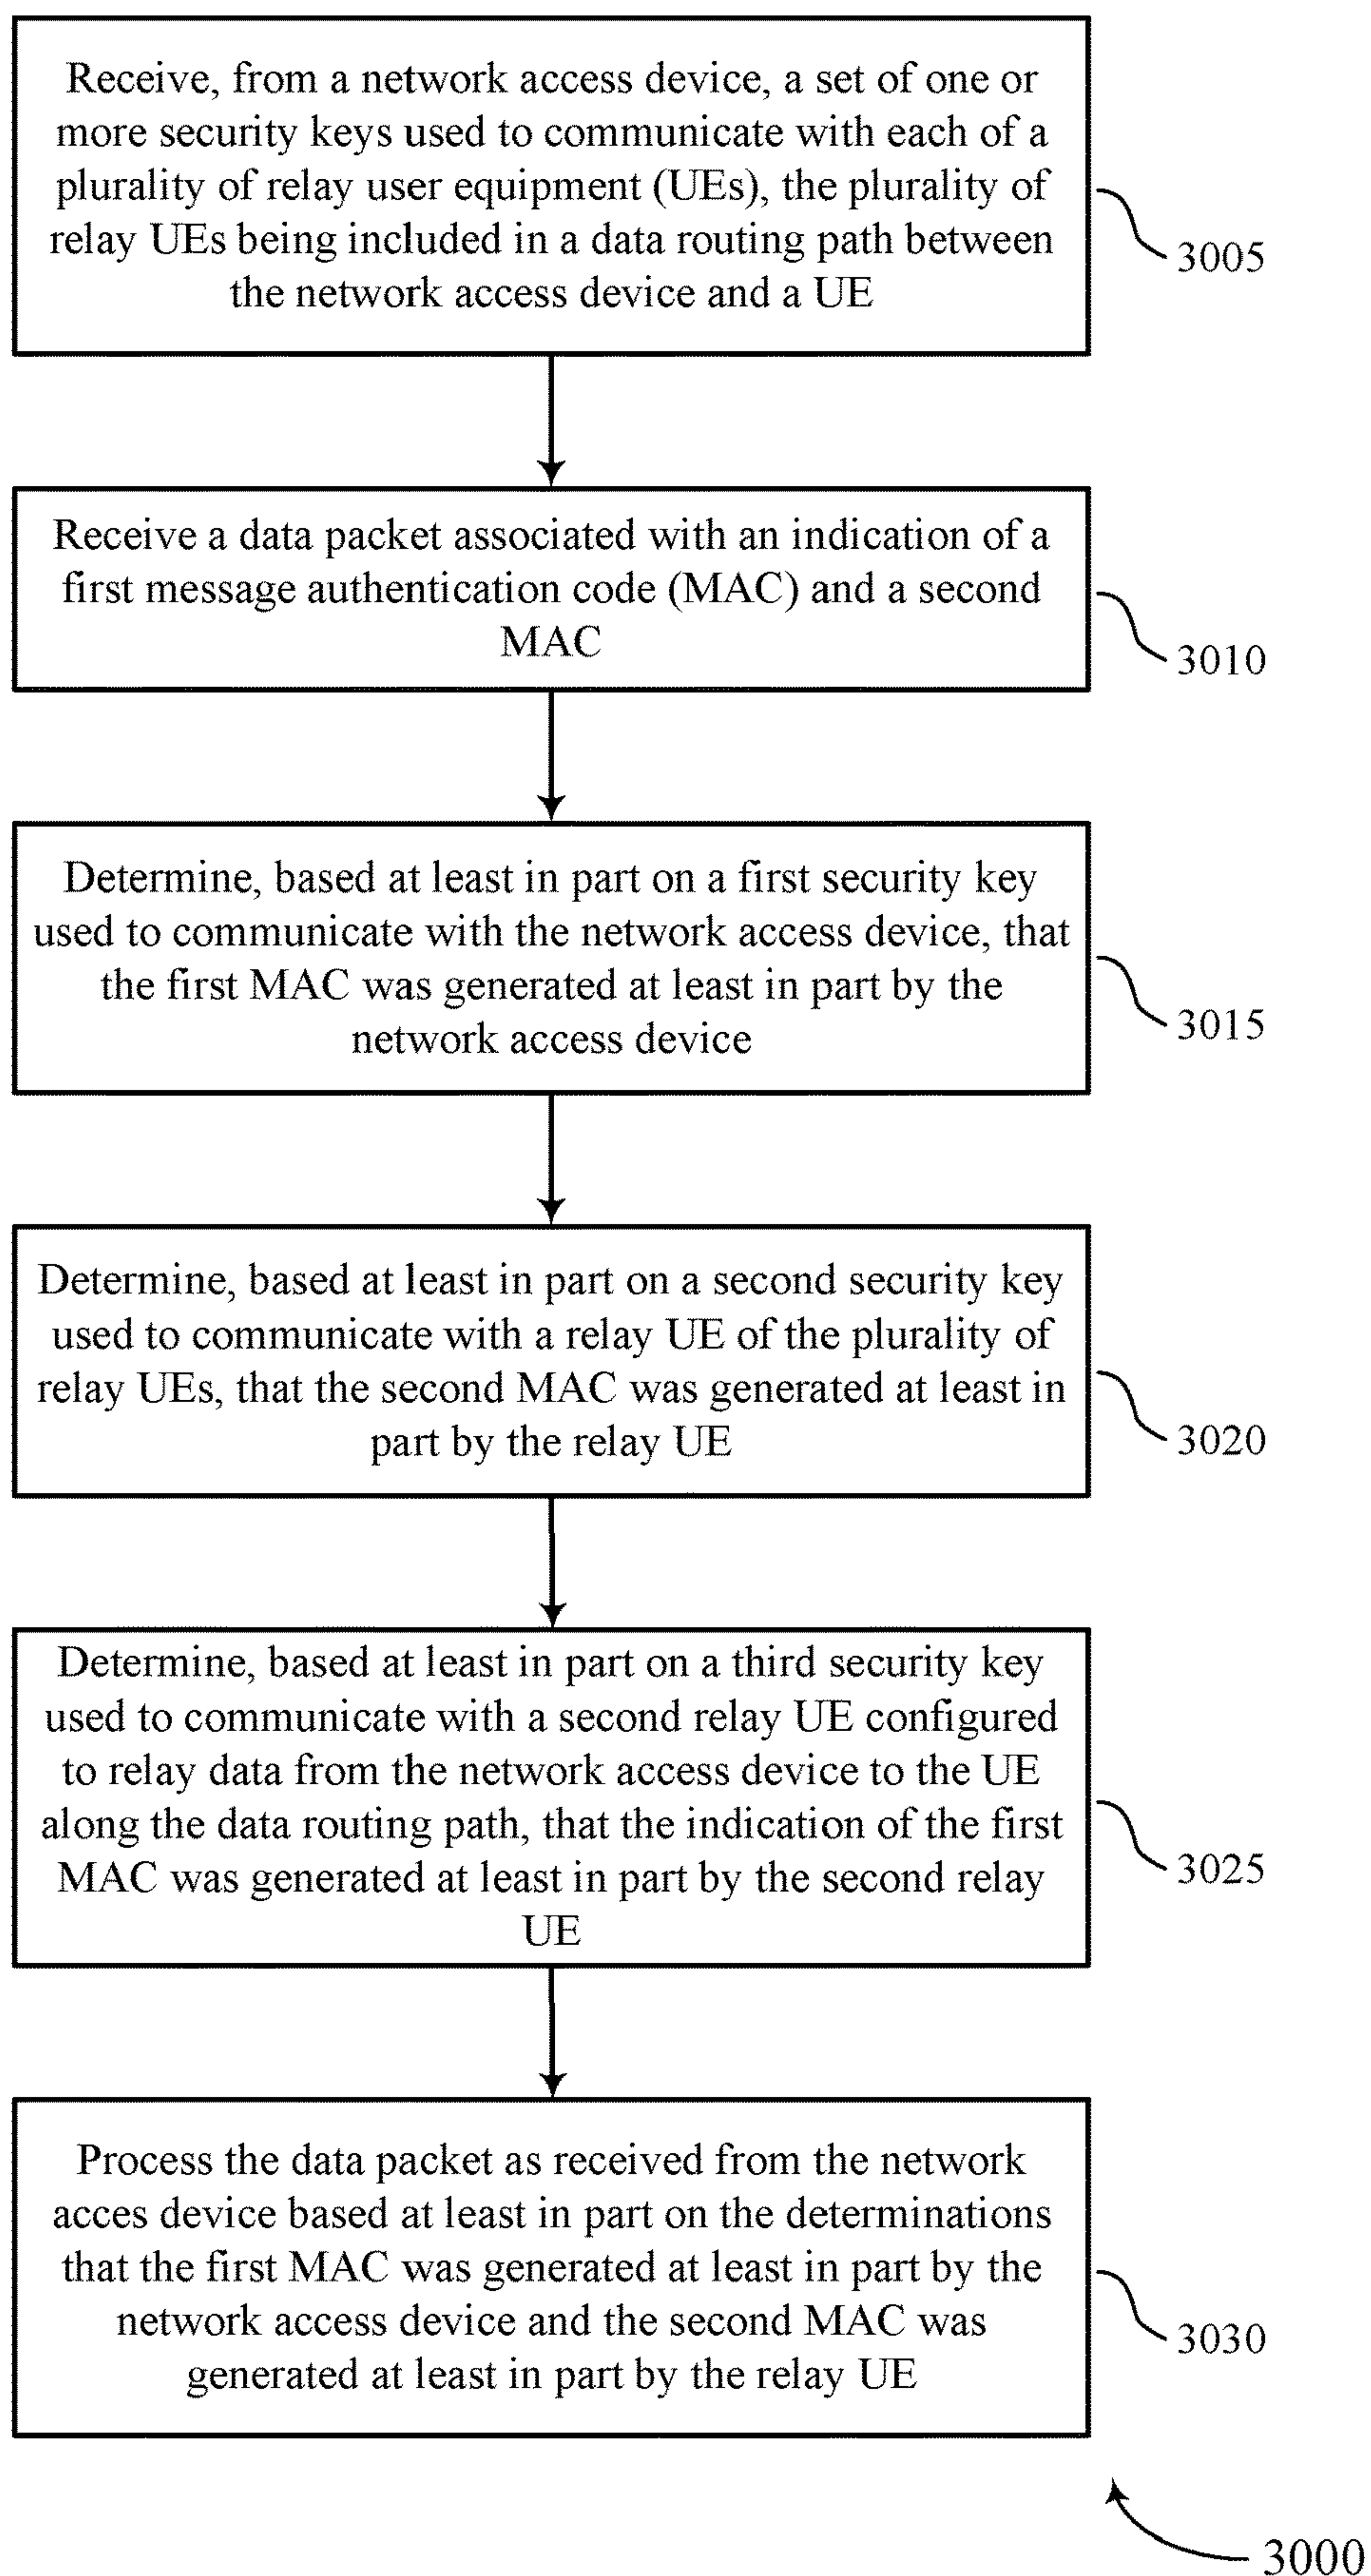 Receive, from a network access device, a set of one or
more security keys used to communicate with each of a
plurality of relay user equipment (UEs), the plurality of
relay UEs being included in a data routing path between
the network access device and a UE
3005
Receive a data packet associated with an indication of a
first message authentication code (MAC) and a second
MAC
3010
Determine, based at least in part on a first security key
used to communicate with the network access device, that
the first MAC was generated at least in part by the
network access device
3015
Determine, based at least in part on a second security key
used to communicate with a relay UE of the plurality of
relay UEs, that the second MAC was generated at least in
part by the relay UE
3020
Determine, based at least in part on a third security key
used to communicate with a second relay UE configured
to relay data from the network access device to the UE
along the data routing path, that the indication of the first
MAC was generated at least in part by the second relay
UE
3025
Process the data packet as received from the network
acces device based at least in part on the determinations
that the first MAC was generated at least in part by the
network access device and the second MAC was
generated at least in part by the relay UE
3030
3000